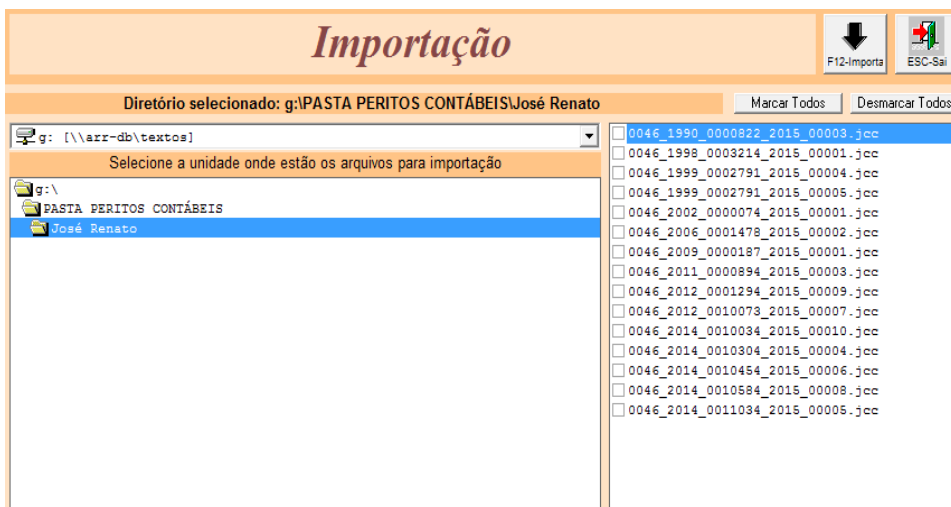 Importação
F12-Importa
ESC-Sai
Diretório selecionado: g:\PASTA PERITOS CONTÁBEIS\José Renato
Marcar Todos
Desmarcar Todos
g: [\\arr-db\textos]
Selecione a unidade onde estão os arquivos para importação
g:\
PASTA PERITOS CONTÁBEIS
José Renato
0046_1990_0000822_2015_00003.jcc
0046_1998_0003214_2015_00001.jcc
0046_1999_0002791_2015_00004.jcc
0046_1999_0002791_2015_00005.jcc
0046_2002_0000074_2015_00001.jcc
0046_2006_0001478_2015_00002.jcc
0046_2009_0000187_2015_00001.jcc
0046_2011_0000894_2015_00003.jcc
0046_2012_0001294_2015_00009.jcc
0046_2012_0010073_2015_00007.jcc
0046_2014_0010034_2015_00010.jcc
0046_2014_0010304_2015_00004.jcc
0046_2014_0010454_2015_00006.jcc
0046_2014_0010584_2015_00008.jcc
0046_2014_0011034_2015_00005.jcc